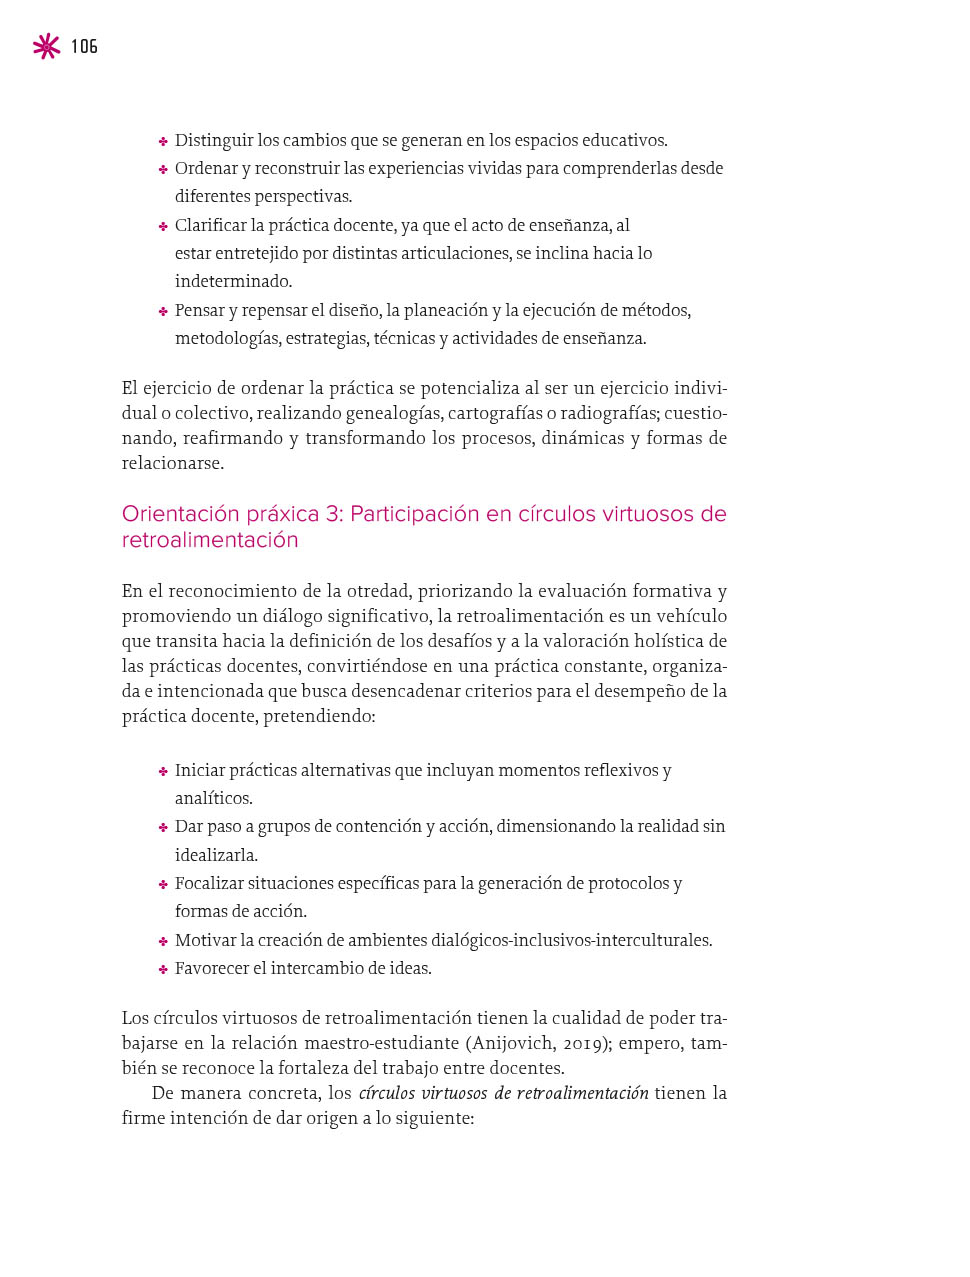 106
✤ Distinguir los cambios que se generan en los espacios educativos.
✤ Ordenar y reconstruir las experiencias vividas para comprenderlas desde
diferentes perspectivas.
✤ Clarificar la práctica docente, ya que el acto de enseñanza, al
estar entretejido por distintas articulaciones, se inclina hacia lo
indeterminado.
✤ Pensar y repensar el diseño, la planeación y la ejecución de métodos,
metodologías, estrategias, técnicas y actividades de enseñanza.
El ejercicio de ordenar la práctica se potencializa al ser un ejercicio indivi-
dual o colectivo, realizando genealogías, cartografías o radiografías; cuestio-
nando, reafirmando y transformando los procesos, dinámicas y formas de
relacionarse.
Orientación práxica 3: Participación en círculos virtuosos de
retroalimentación
En el reconocimiento de la otredad, priorizando la evaluación formativa y
promoviendo un diálogo significativo, la retroalimentación es un vehículo
que transita hacia la definición de los desafíos y a la valoración holística de
las prácticas docentes, convirtiéndose en una práctica constante, organiza-
da e intencionada que busca desencadenar criterios para el desempeño de la
práctica docente, pretendiendo:
✤ Iniciar prácticas alternativas que incluyan momentos reflexivos y
analíticos.
✤ Dar paso a grupos de contención y acción, dimensionando la realidad sin
idealizarla.
✤ Focalizar situaciones específicas para la generación de protocolos y
formas de acción.
✤ Motivar la creación de ambientes dialógicos-inclusivos-interculturales.
✤ Favorecer el intercambio de ideas.
Los círculos virtuosos de retroalimentación tienen la cualidad de poder tra-
bajarse en la relación maestro-estudiante (Anijovich, 2019); empero, tam-
bién se reconoce la fortaleza del trabajo entre docentes.
De manera concreta, los círculos virtuosos de retroalimentación tienen la
firme intención de dar origen a lo siguiente: